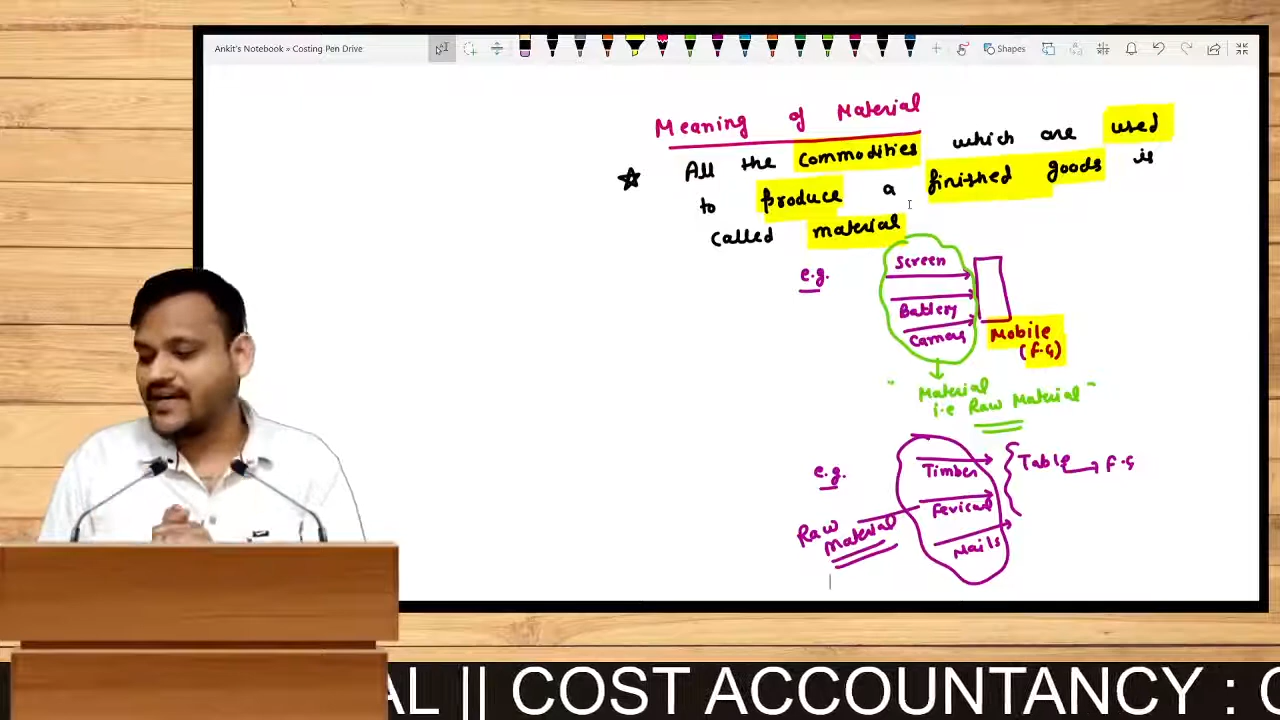 Ankit's Notebook » Costing Pen Drive
Shapes
Meaning of Material
☆ All the commodities which are used
to produce a finished goods is
called material
e.g.
Screen
Battery
Camera
Mobile
(F.G)
" Material
i.e Raw Material "
e.g.
Timber
Fevicol
Nails
Table → F.G
Raw
Material
AL || COST ACCOUNTANCY : C